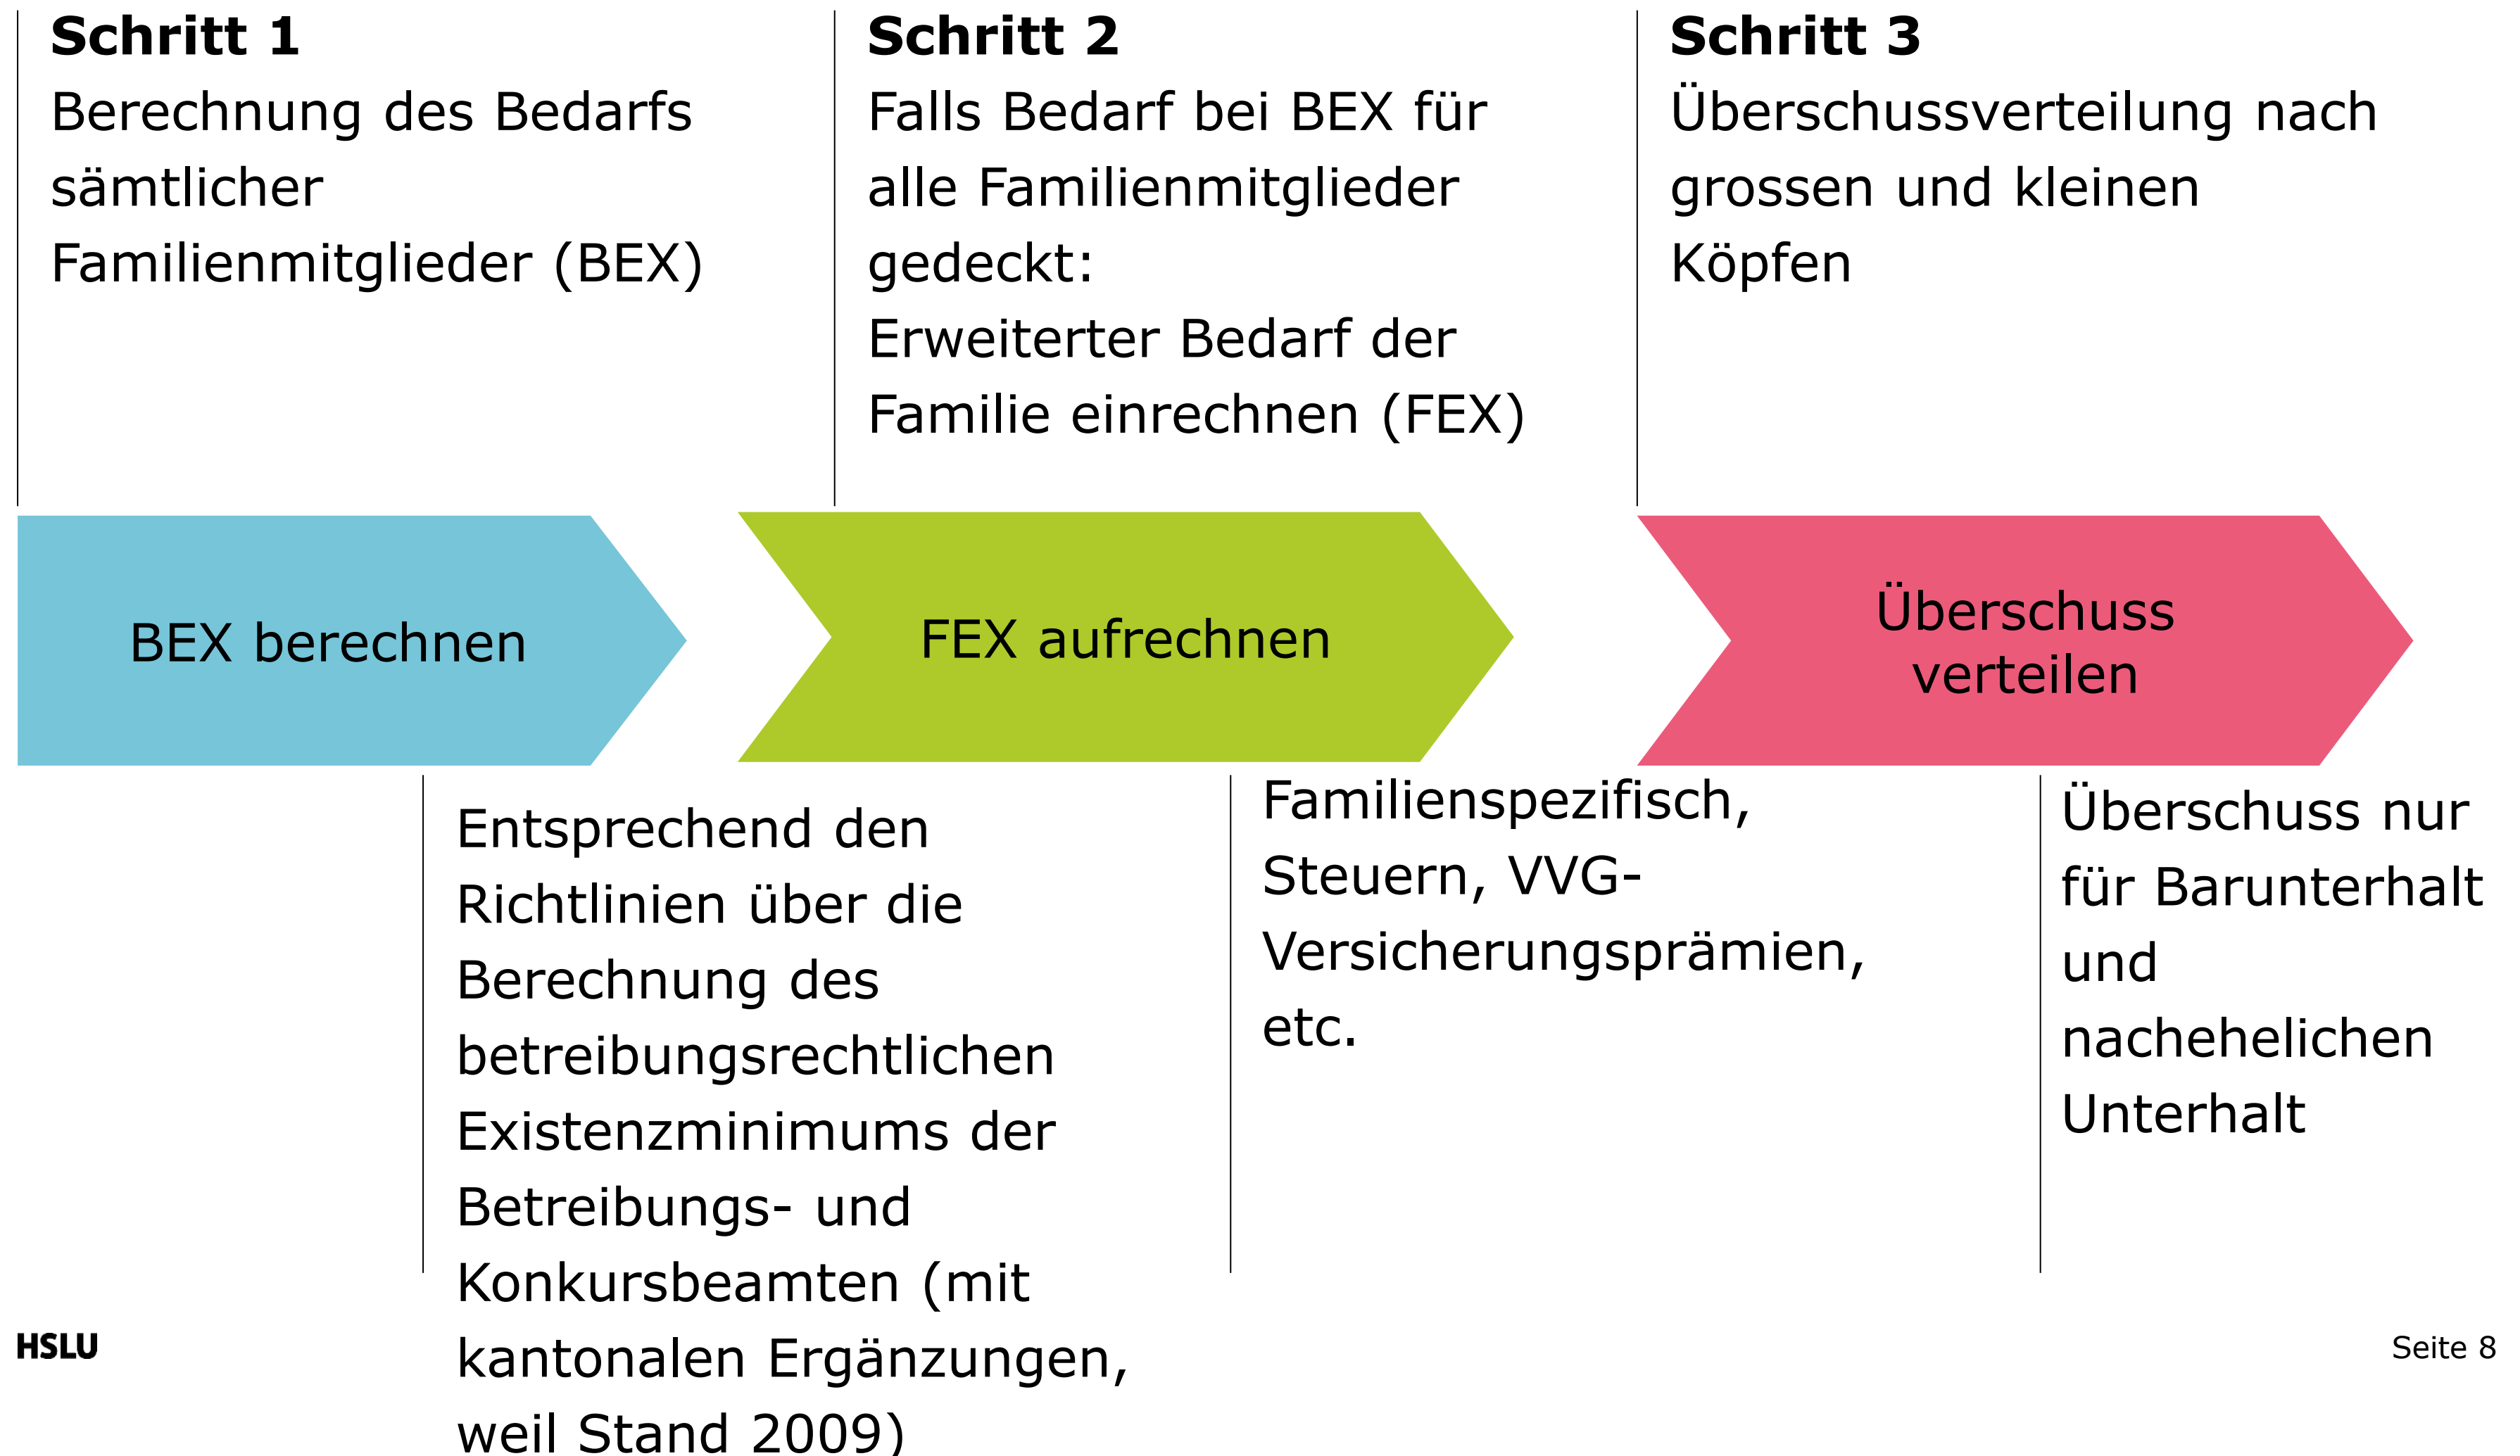 Schritt 1
Berechnung des Bedarfs
sämtlicher
Familienmitglieder (BEX)
Schritt 2
Falls Bedarf bei BEX für
alle Familienmitglieder
gedeckt:
Erweiterter Bedarf der
Familie einrechnen (FEX)
Schritt 3
Überschussverteilung nach
grossen und kleinen
Köpfen
BEX berechnen
FEX aufrechnen
Überschuss
verteilen
Entsprechend den
Richtlinien über die
Berechnung des
betreibungsrechtlichen
Existenzminimums der
Betreibungs- und
Konkursbeamten (mit
kantonalen Ergänzungen,
weil Stand 2009)
Familienspezifisch,
Steuern, VVG-
Versicherungsprämien,
etc.
Überschuss nur
für Barunterhalt
und
nachehelichen
Unterhalt
HSLU
Seite 8